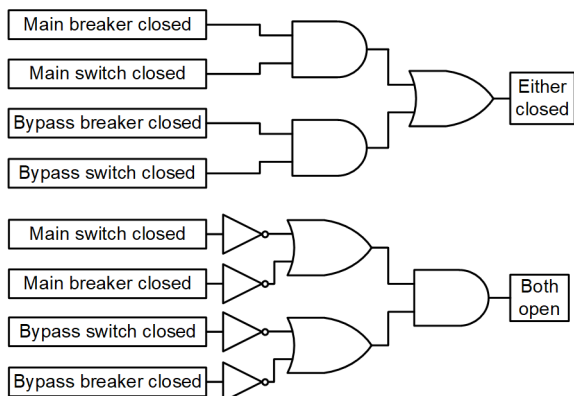 Main breaker closed
Main switch closed
Either
closed
Bypass breaker closed
Bypass switch closed
Main switch closed
Main breaker closed
Both
open
Bypass switch closed
Bypass breaker closed